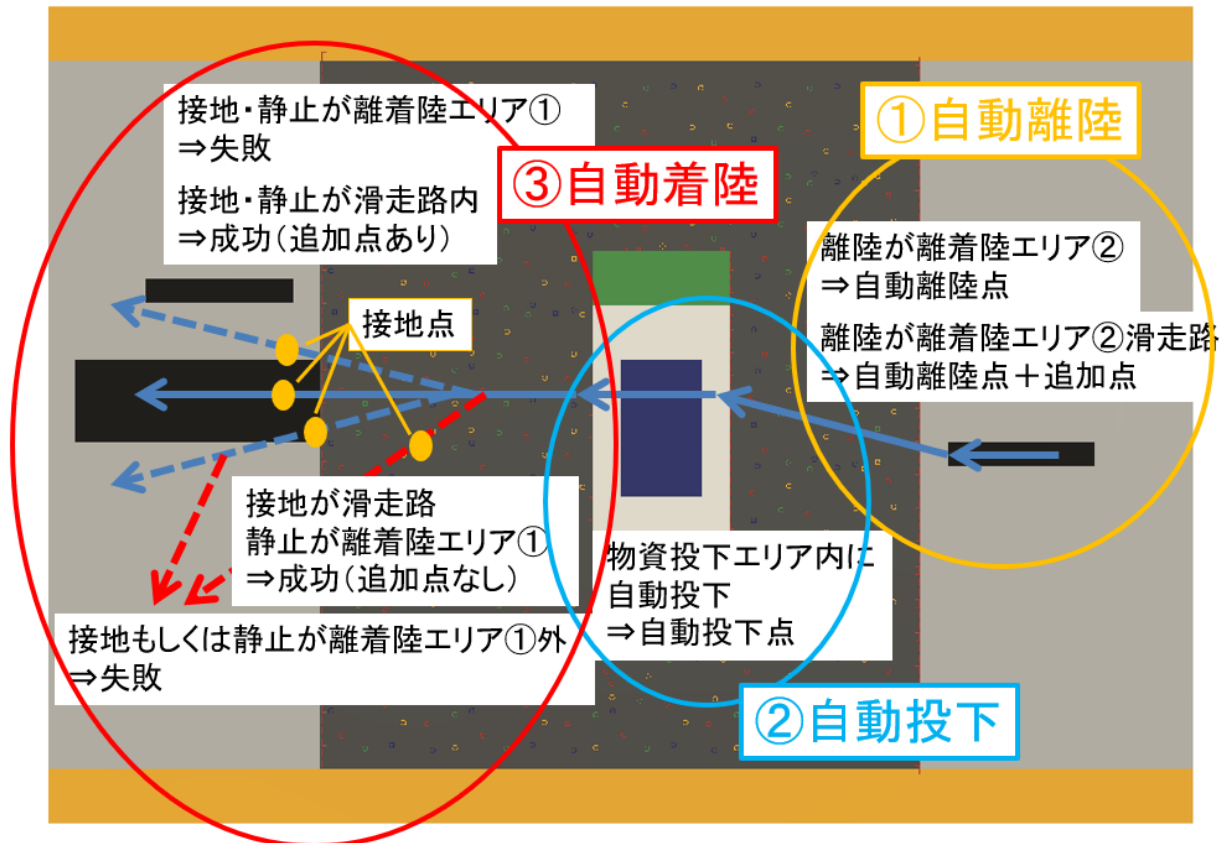 接地・静止が離着陸エリア①
⇒失敗
接地・静止が滑走路内
⇒成功（追加点あり）
③自動着陸
①自動離陸
離陸が離着陸エリア②
⇒自動離陸点
離陸が離着陸エリア②滑走路
⇒自動離陸点＋追加点
接地点
接地が滑走路
静止が離着陸エリア①
⇒成功（追加点なし）
接地もしくは静止が離着陸エリア①外
⇒失敗
物資投下エリア内に
自動投下
⇒自動投下点
②自動投下